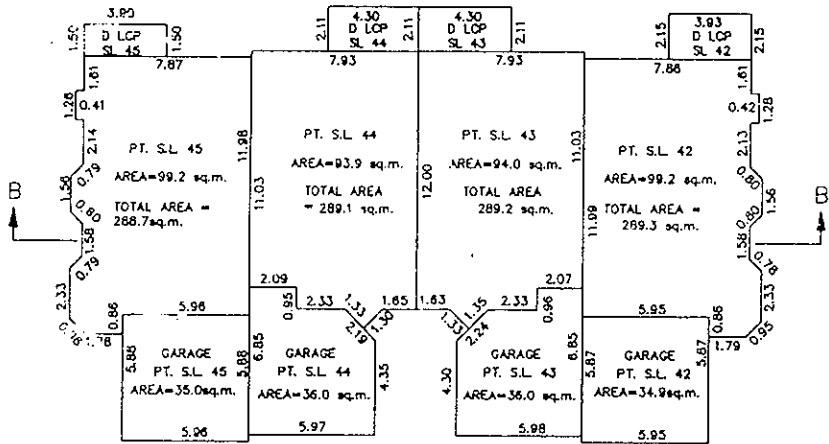 3.80
1.50
D LCP
SL 45
1.50
7.87
2.11
4.30
D LCP
SL 44
2.11
4.30
D LCP
SL 43
2.11
7.93
7.93
2.15
3.93
D LCP
SL 42
2.15
7.86
1.61
1.28
0.41
2.14
0.79
1.56
0.80
1.58
0.79
2.33
0.86
PT. S.L. 45
AREA=99.2 sq.m.
TOTAL AREA =
268.7sq.m.
11.98
11.03
PT. S.L. 44
AREA=93.9 sq.m.
TOTAL AREA
= 289.1 sq.m.
12.00
PT. S.L. 43
AREA=94.0 sq.m.
TOTAL AREA
289.2 sq.m.
11.03
11.99
PT. S.L. 42
AREA=99.2 sq.m.
TOTAL AREA =
289.3 sq.m.
1.61
0.42
1.28
2.13
0.80
1.56
0.80
1.58
0.78
2.33
0.86
0.95
1.79
B
B
5.96
2.09
0.95
2.33
1.33
1.65
1.30
2.19
1.63
1.33
1.35
2.24
2.33
0.96
2.07
5.95
5.88
GARAGE
PT. S.L. 45
AREA=35.0sq.m.
5.88
5.96
6.85
GARAGE
PT. S.L. 44
AREA=36.0 sq.m.
4.35
5.97
4.30
GARAGE
PT. S.L. 43
AREA=36.0 sq.m.
6.85
5.98
5.87
GARAGE
PT. S.L. 42
AREA=34.9sq.m.
5.87
5.95